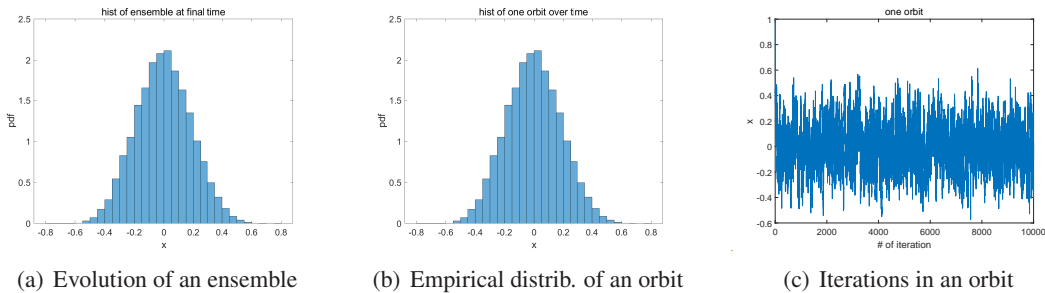 hist of ensemble at final time
2.5
2
1.5
1
0.5
0
pdf
-0.8 -0.6 -0.4 -0.2 0 0.2 0.4 0.6 0.8
x
(a) Evolution of an ensemble
hist of one orbit over time
2.5
2
1.5
1
0.5
0
pdf
-0.8 -0.6 -0.4 -0.2 0 0.2 0.4 0.6 0.8
x
(b) Empirical distrib. of an orbit
one orbit
1
0.8
0.6
0.4
0.2
0
-0.2
-0.4
-0.6
x
0 2000 4000 6000 8000 10000
# of iteration
(c) Iterations in an orbit